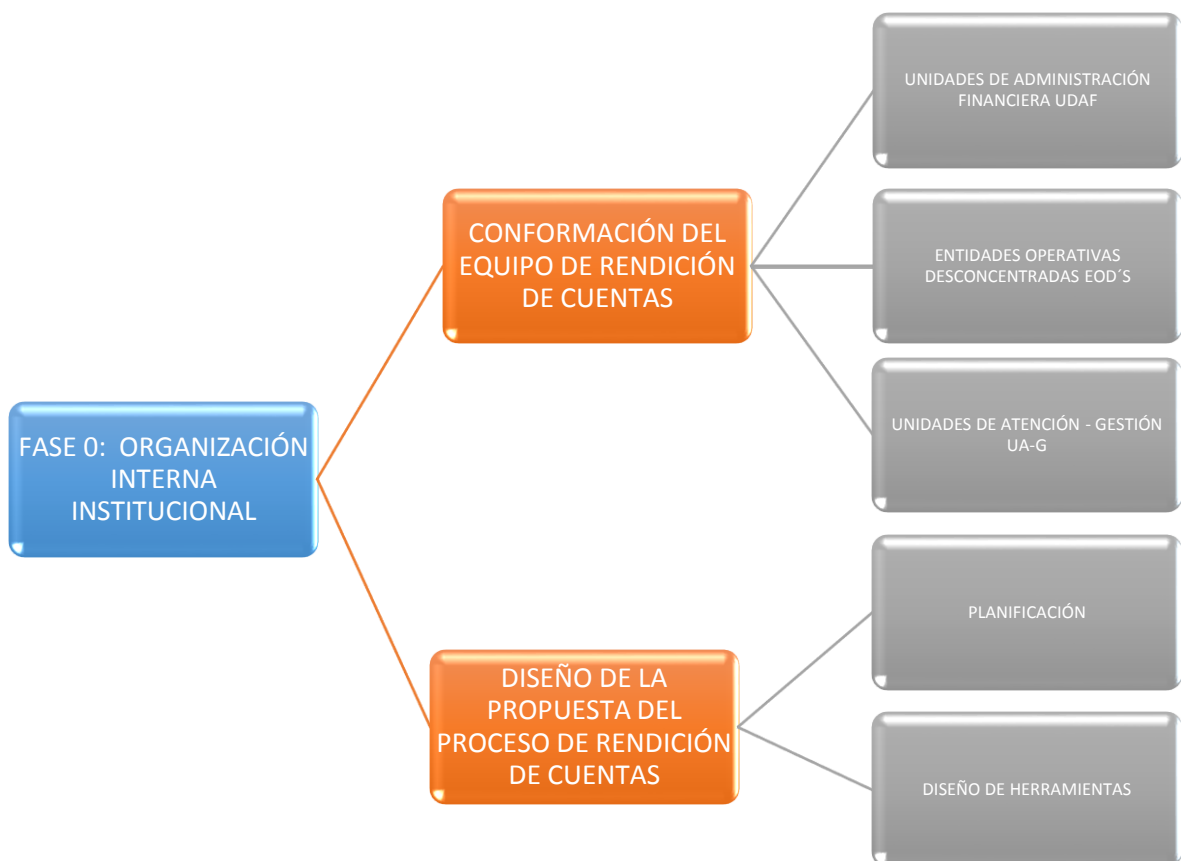 FASE 0:  ORGANIZACIÓN
INTERNA
INSTITUCIONAL
CONFORMACIÓN DEL
EQUIPO DE RENDICIÓN
DE CUENTAS
UNIDADES DE ADMINISTRACIÓN
FINANCIERA UDAF
ENTIDADES OPERATIVAS
DESCONCENTRADAS EOD´S
UNIDADES DE ATENCIÓN - GESTIÓN
UA-G
DISEÑO DE LA
PROPUESTA DEL
PROCESO DE RENDICIÓN
DE CUENTAS
PLANIFICACIÓN
DISEÑO DE HERRAMIENTAS